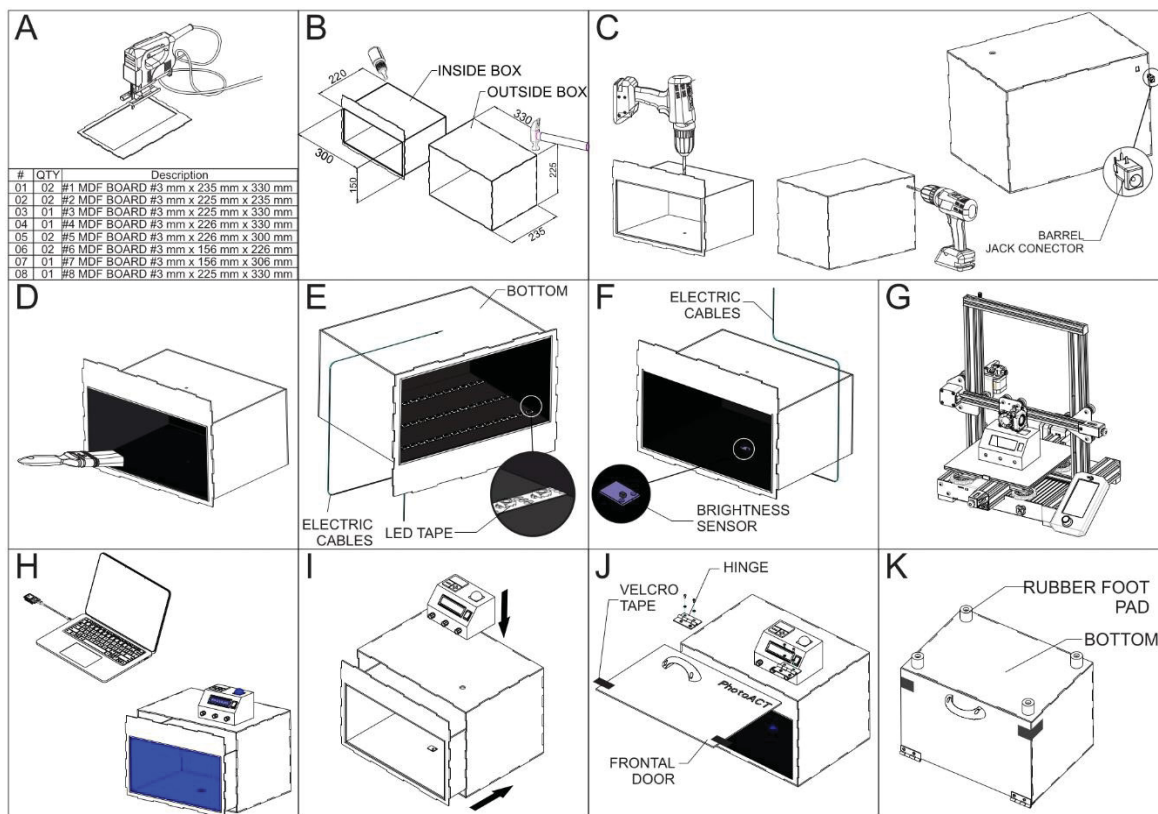 A
# QTY Description
01 02 #1 MDF BOARD #3 mm x 235 mm x 330 mm
02 02 #2 MDF BOARD #3 mm x 225 mm x 235 mm
03 01 #3 MDF BOARD #3 mm x 225 mm x 330 mm
04 01 #4 MDF BOARD #3 mm x 226 mm x 330 mm
05 02 #5 MDF BOARD #3 mm x 226 mm x 300 mm
06 02 #6 MDF BOARD #3 mm x 156 mm x 226 mm
07 01 #7 MDF BOARD #3 mm x 156 mm x 306 mm
08 01 #8 MDF BOARD #3 mm x 225 mm x 330 mm
B
220
INSIDE BOX
OUTSIDE BOX
330
300
150
225
235
C
BARREL
JACK CONECTOR
D
E
BOTTOM
ELECTRIC
CABLES
LED TAPE
F
ELECTRIC
CABLES
BRIGHTNESS
SENSOR
G
H
I
J
HINGE
VELCRO
TAPE
PhotoACT
FRONTAL
DOOR
K
RUBBER FOOT
PAD
BOTTOM